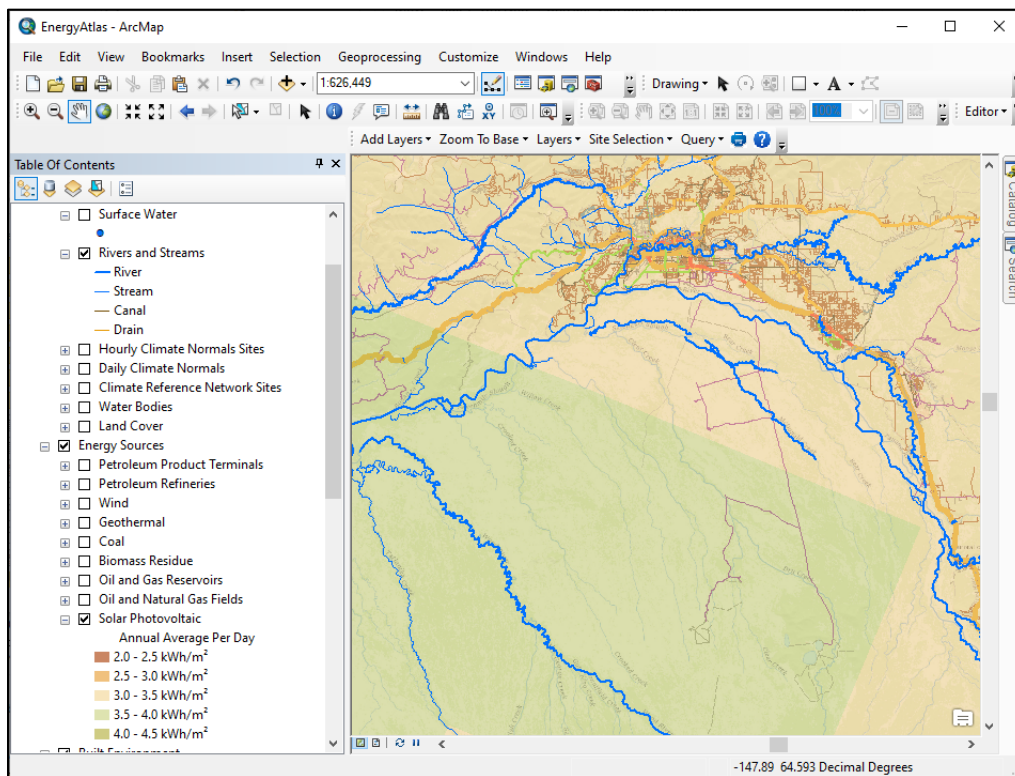 EnergyAtlas - ArcMap
File Edit View Bookmarks Insert Selection Geoprocessing Customize Windows Help
1:626,449
Drawing
A
Editor
Add Layers Zoom To Base Layers Site Selection Query
Table Of Contents
Surface Water
Rivers and Streams
River
Stream
Canal
Drain
Hourly Climate Normals Sites
Daily Climate Normals
Climate Reference Network Sites
Water Bodies
Land Cover
Energy Sources
Petroleum Product Terminals
Petroleum Refineries
Wind
Geothermal
Coal
Biomass Residue
Oil and Gas Reservoirs
Oil and Natural Gas Fields
Solar Photovoltaic
Annual Average Per Day
2.0 - 2.5 kWh/m²
2.5 - 3.0 kWh/m²
3.0 - 3.5 kWh/m²
3.5 - 4.0 kWh/m²
4.0 - 4.5 kWh/m²
Built Environment
Catalog
Search
-147.89 64.593 Decimal Degrees